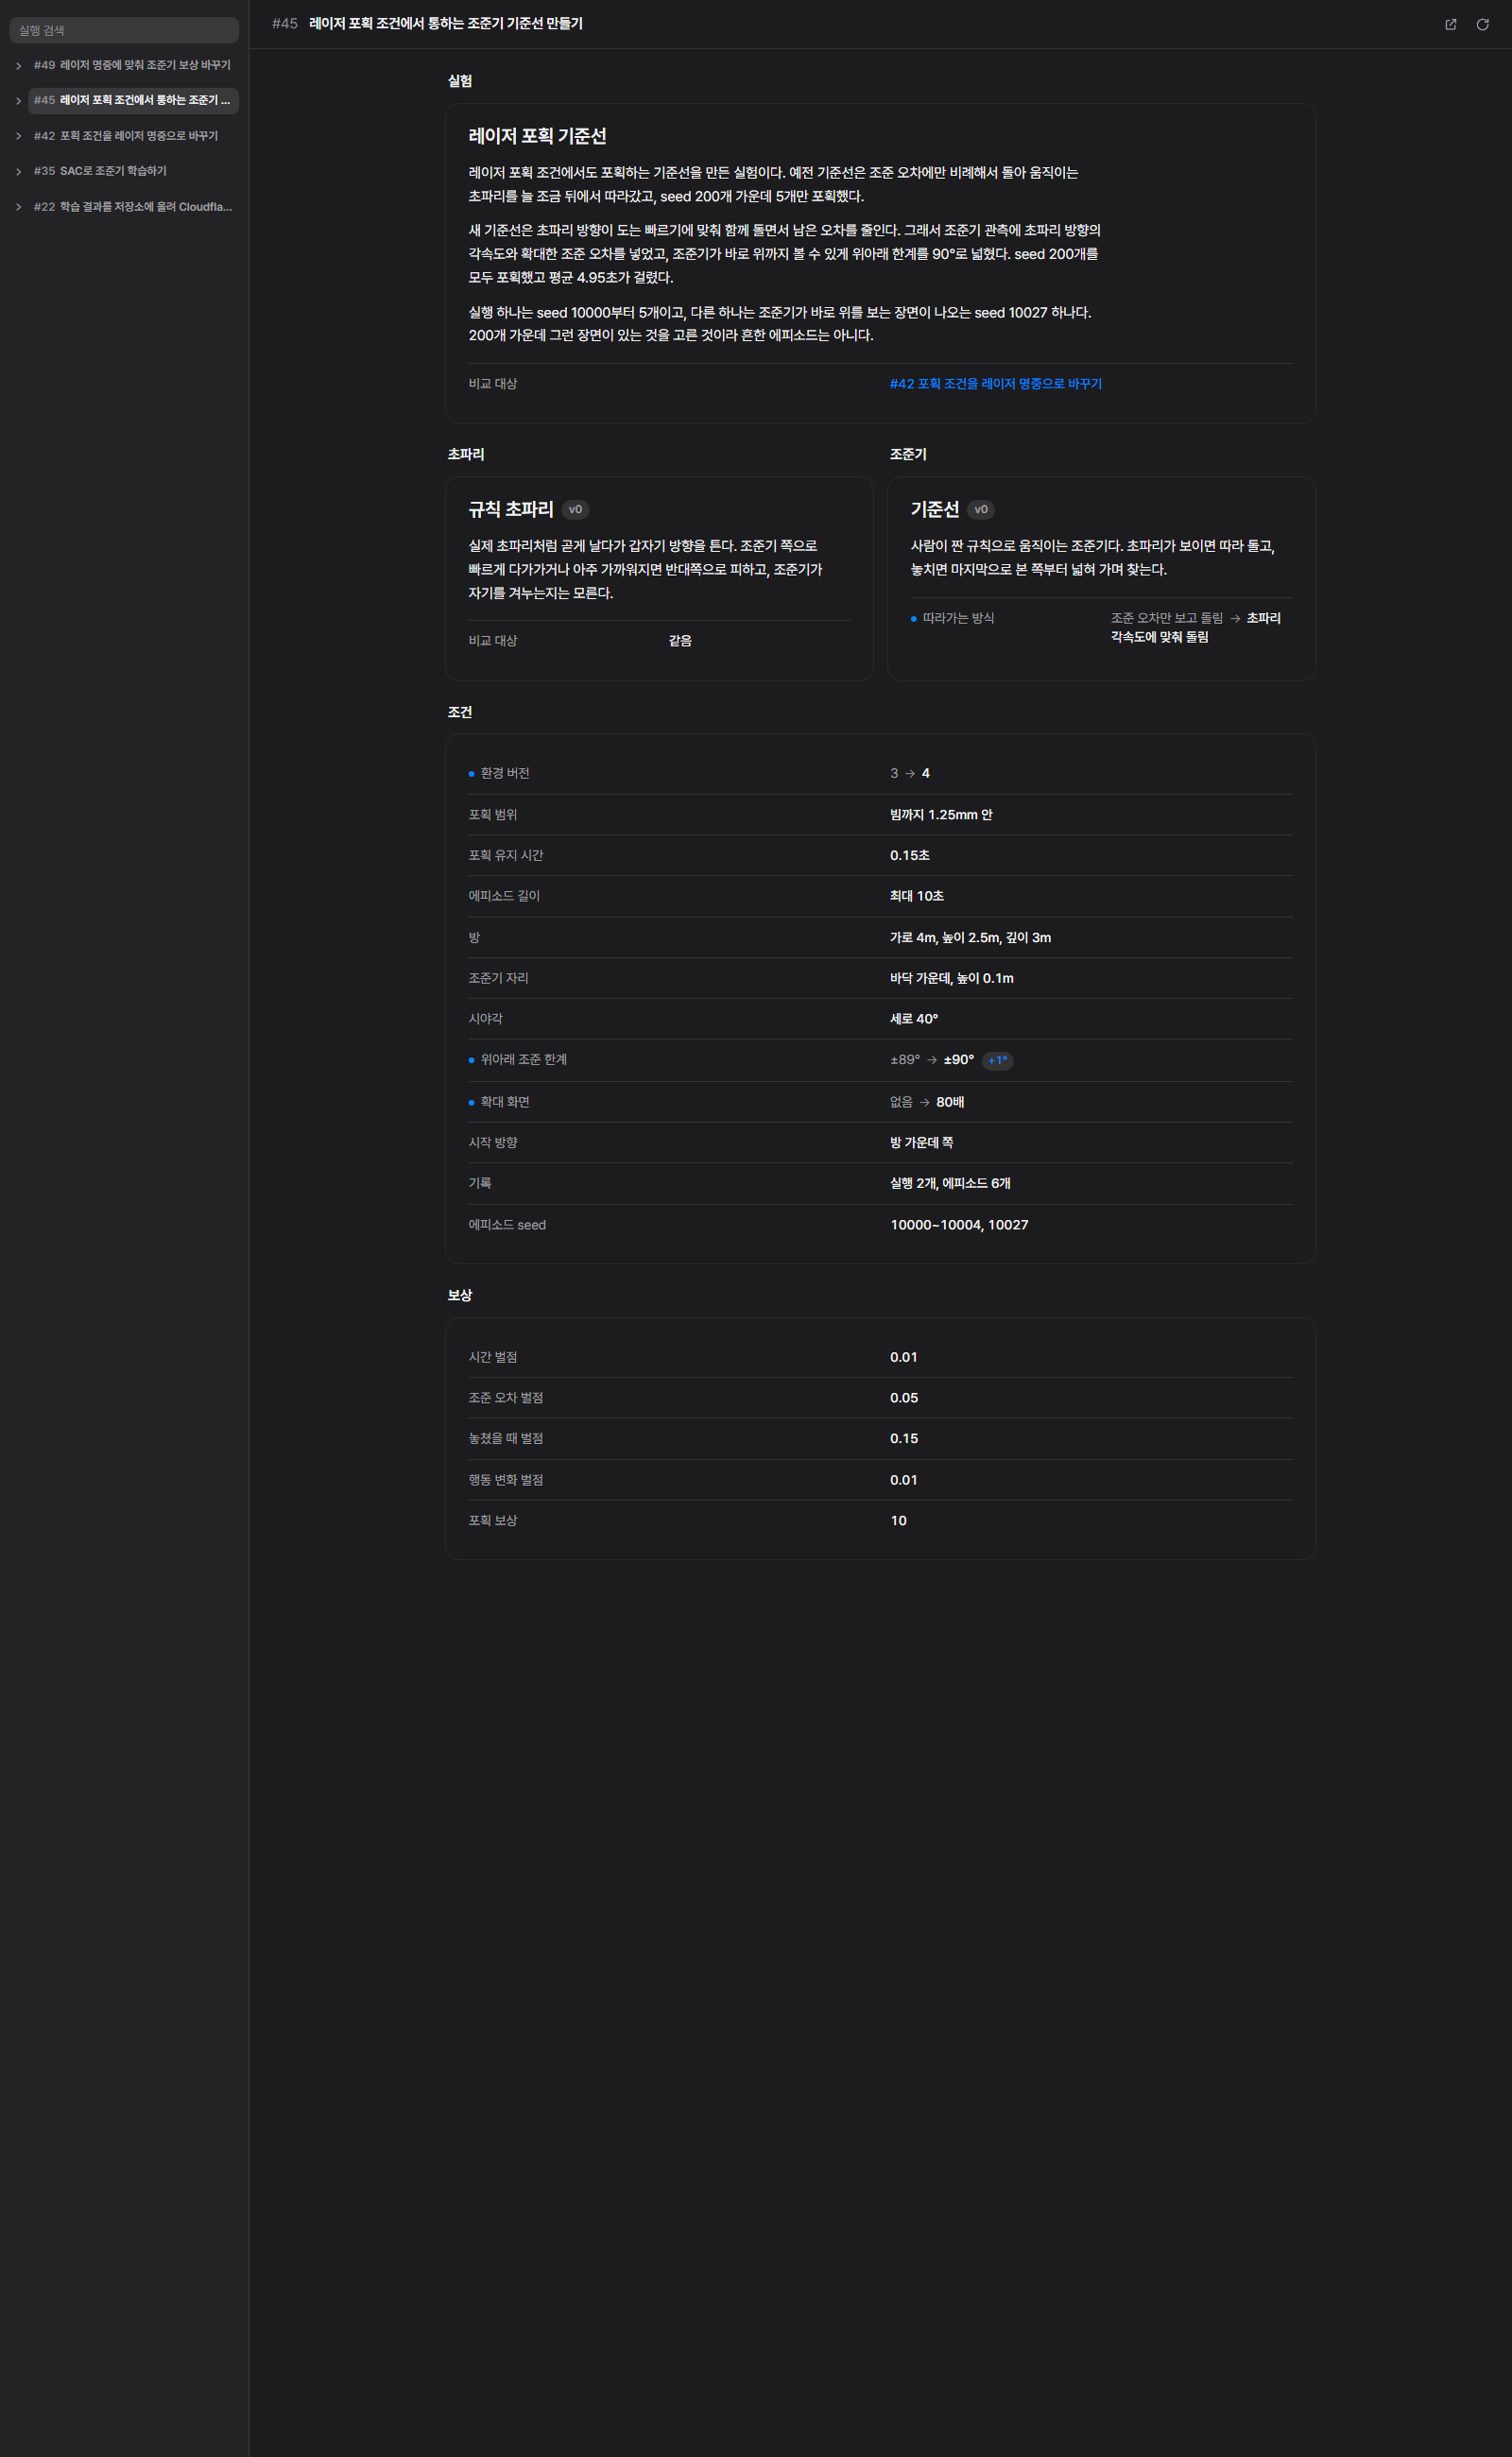 실행 검색
#49 레이저 명중에 맞춰 조준기 보상 바꾸기
#45 레이저 포획 조건에서 통하는 조준기 ...
#42 포획 조건을 레이저 명중으로 바꾸기
#35 SAC로 조준기 학습하기
#22 학습 결과를 저장소에 올려 Cloudfla...
#45 레이저 포획 조건에서 통하는 조준기 기준선 만들기
실험
레이저 포획 기준선
레이저 포획 조건에서도 포획하는 기준선을 만든 실험이다. 예전 기준선은 조준 오차에만 비례해서 돌아 움직이는
초파리를 늘 조금 뒤에서 따라갔고, seed 200개 가운데 5개만 포획했다.
새 기준선은 초파리 방향이 도는 빠르기에 맞춰 함께 돌면서 남은 오차를 줄인다. 그래서 조준기 관측에 초파리 방향의
각속도와 확대한 조준 오차를 넣었고, 조준기가 바로 위까지 볼 수 있게 위아래 한계를 90°로 넓혔다. seed 200개를
모두 포획했고 평균 4.95초가 걸렸다.
실행 하나는 seed 10000부터 5개이고, 다른 하나는 조준기가 바로 위를 보는 장면이 나오는 seed 10027 하나다.
200개 가운데 그런 장면이 있는 것을 고른 것이라 흔한 에피소드는 아니다.
비교 대상
#42 포획 조건을 레이저 명중으로 바꾸기
초파리
규칙 초파리 v0
실제 초파리처럼 곧게 날다가 갑자기 방향을 튼다. 조준기 쪽으로
빠르게 다가가거나 아주 가까워지면 반대쪽으로 피하고, 조준기가
자기를 겨누는지는 모른다.
비교 대상
같음
조준기
기준선 v0
사람이 짠 규칙으로 움직이는 조준기다. 초파리가 보이면 따라 돌고,
놓치면 마지막으로 본 쪽부터 넓혀 가며 찾는다.
따라가는 방식
조준 오차만 보고 돌림 → 초파리
각속도에 맞춰 돌림
조건
환경 버전
3 → 4
포획 범위
빔까지 1.25mm 안
포획 유지 시간
0.15초
에피소드 길이
최대 10초
방
가로 4m, 높이 2.5m, 깊이 3m
조준기 자리
바닥 가운데, 높이 0.1m
시야각
세로 40°
위아래 조준 한계
±89° → ±90° +1°
확대 화면
없음 → 80배
시작 방향
방 가운데 쪽
기록
실행 2개, 에피소드 6개
에피소드 seed
10000~10004, 10027
보상
시간 벌점
0.01
조준 오차 벌점
0.05
놓쳤을 때 벌점
0.15
행동 변화 벌점
0.01
포획 보상
10